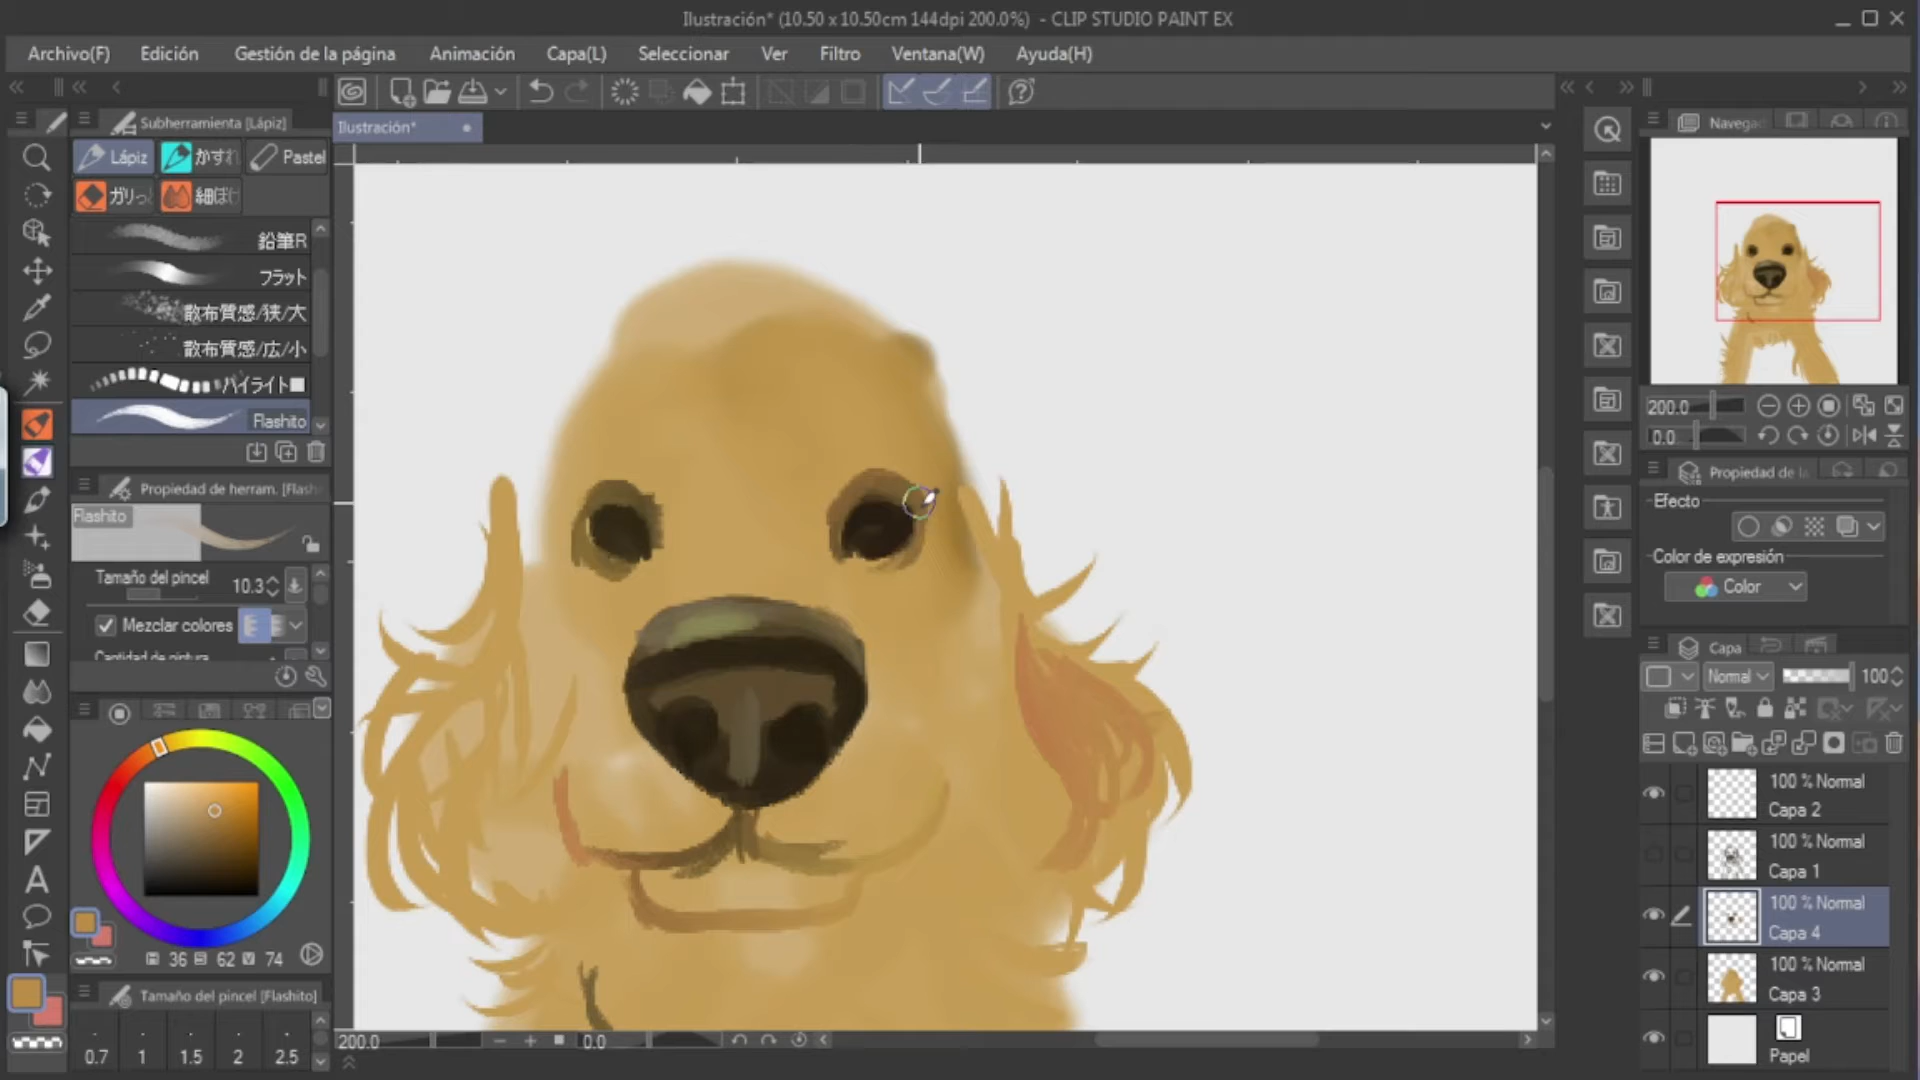 Ilustración* (10.50 x 10.50cm 144dpi 200.0%) - CLIP STUDIO PAINT EX
Archivo(F) Edición Gestión de la página Animación Capa(L) Seleccionar Ver Filtro Ventana(W) Ayuda(H)
Subherramienta [Lápiz]
Ilustración*
Lápiz かすれ Pastel
ガリっ 細ぼけ
鉛筆R
フラット
散布質感/狭/大
散布質感/広/小
ハイライト■
Flashito
Propiedad de herram. [Flash
Flashito
Tamaño del pincel 10.3
Mezclar colores
Cantidad de pintura
H 36 S 62 V 74
Tamaño del pincel [Flashito]
0.7 1 1.5 2 2.5
200.0 0.0
Navega
200.0
0.0
Propiedad de la
Efecto
Color de expresión
Color
Capa
Normal 100
100 % Normal
Capa 2
100 % Normal
Capa 1
100 % Normal
Capa 4
100 % Normal
Capa 3
Papel